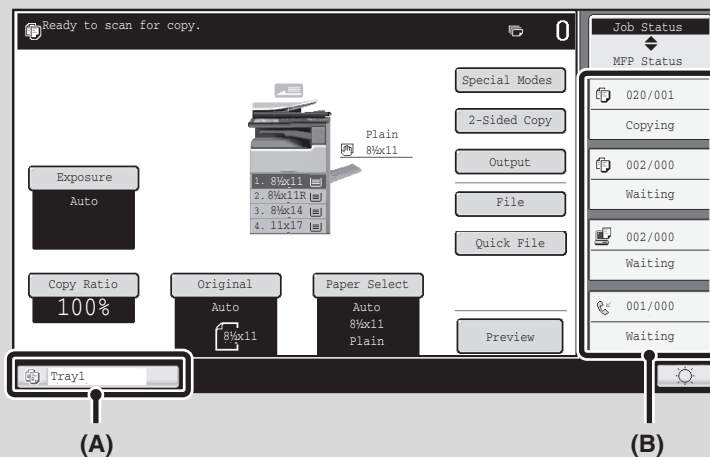 Ready to scan for copy.
0
Job Status
MFP Status
Special Modes
2-Sided Copy
Output
File
Quick File
Preview
Plain
8½x11
1. 8½x11
2. 8½x11R
3. 8½x14
4. 11x17
Exposure
Auto
Copy Ratio
100%
Original
Auto
8½x11
Paper Select
Auto
8½x11
Plain
020/001
Copying
002/000
Waiting
002/000
Waiting
001/000
Waiting
Tray1
(A)
(B)